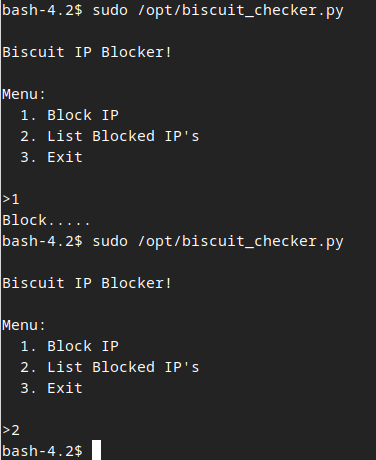 bash-4.2$ sudo /opt/biscuit_checker.py
Biscuit IP Blocker!
Menu:
1. Block IP
2. List Blocked IP's
3. Exit
>1
Block.....
bash-4.2$ sudo /opt/biscuit_checker.py
Biscuit IP Blocker!
Menu:
1. Block IP
2. List Blocked IP's
3. Exit
>2
bash-4.2$